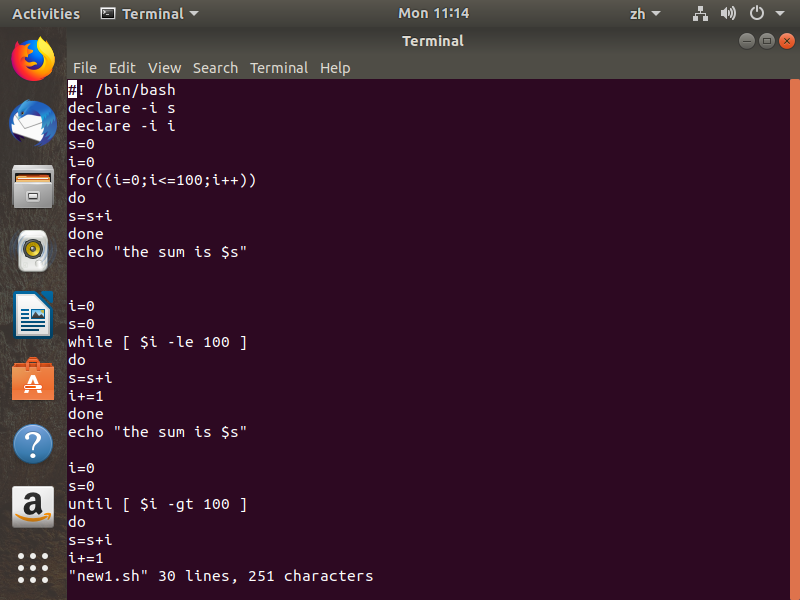 Activities Terminal Mon 11:14 zh
Terminal
File Edit View Search Terminal Help
#! /bin/bash
declare -i s
declare -i i
s=0
i=0
for((i=0;i<=100;i++))
do
s=s+i
done
echo "the sum is $s"
i=0
s=0
while [ $i -le 100 ]
do
s=s+i
i+=1
done
echo "the sum is $s"
i=0
s=0
until [ $i -gt 100 ]
do
s=s+i
i+=1
"new1.sh" 30 lines, 251 characters